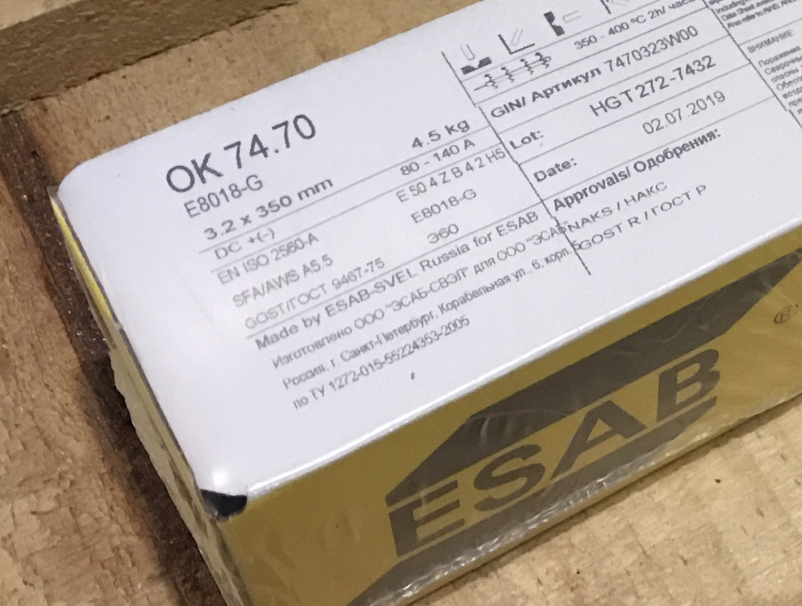 OK 74.70
E8018-G
3.2 x 350 mm 4.5 kg
DC +(-) 80 - 140 A
EN ISO 2560-A E 50 4 Z B 4 2 H5
SFA/AWS A5.5 E8018-G
GOST/ГОСТ 9467-75 Э60
Made by ESAB-SVEL Russia for ESAB
Изготовлено ООО "ЭСАБ-СВЭЛ" для ООО "ЭСАБ"
Россия, г. Санкт-Петербург, Корабельная ул., 6, корп.
по ТУ 1272-015-55224353-2005
350 - 400 °C 2h/ часа
GIN/ Артикул 7470323W00
Lot: HGT 272-7432
Date: 02.07.2019
Approvals/ Одобрения:
NAKS / НАКС
GOST R / ГОСТ Р
ВНИМАНИЕ
ESAB